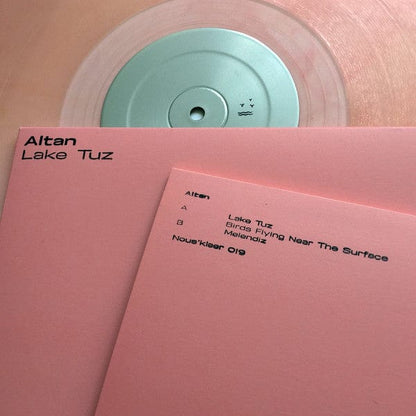 Altan
Lake Tuz
Altan
A Lake Tuz
B Birds Flying Near The Surface
Melendiz
Nous'klaer 019